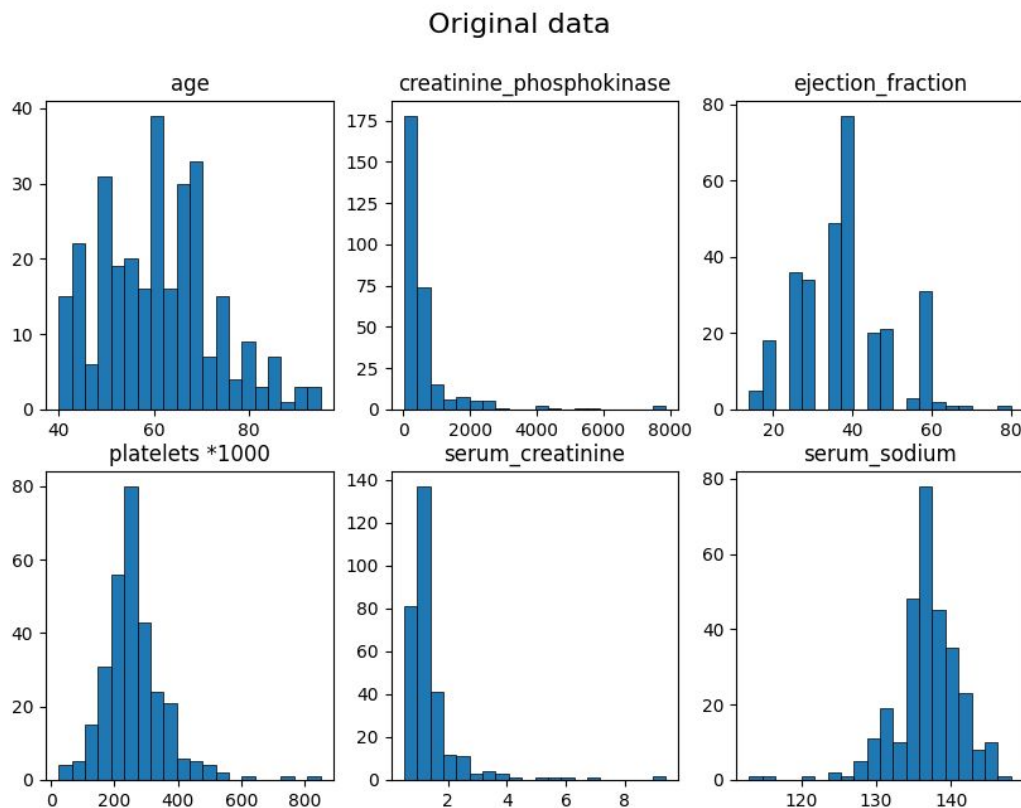 Original data
age
creatinine_phosphokinase
ejection_fraction
40
30
20
10
0
40 60 80
175
150
125
100
75
50
25
0
0 2000 4000 6000 8000
80
60
40
20
0
20 40 60 80
platelets *1000
serum_creatinine
serum_sodium
80
60
40
20
0
0 200 400 600 800
140
120
100
80
60
40
20
0
2 4 6 8
80
60
40
20
0
120 130 140